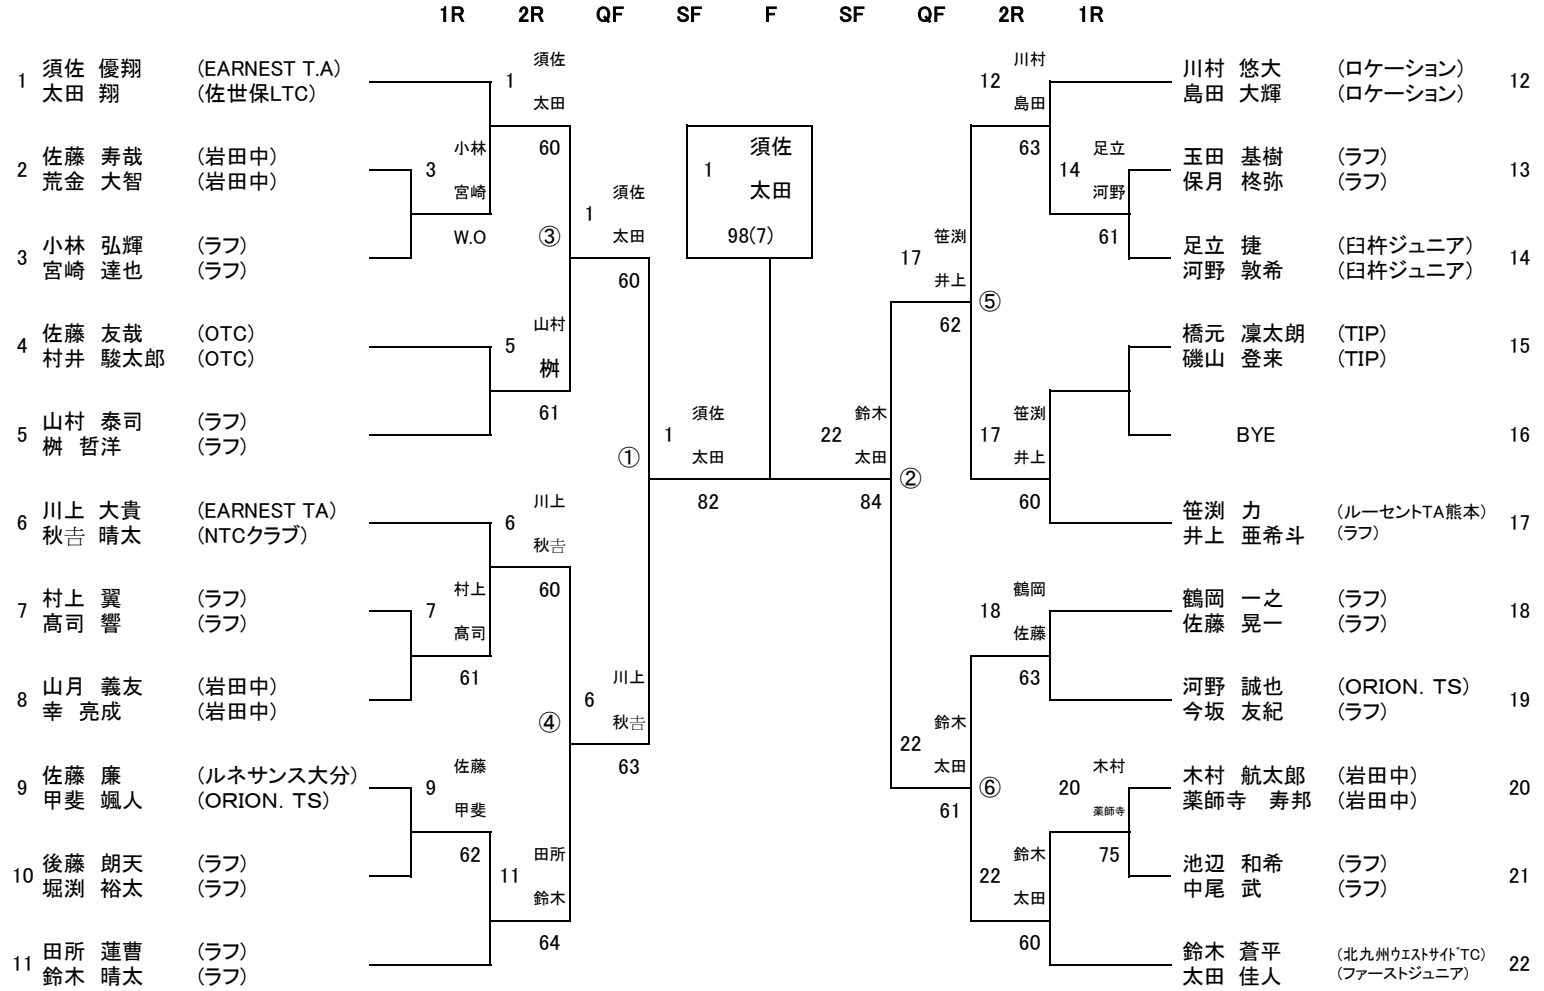 1R 2R QF SF F SF QF 2R 1R
1 須佐 優翔 (EARNEST T.A)
太田 翔 (佐世保LTC)
2 佐藤 寿哉 (岩田中)
荒金 大智 (岩田中)
3 小林 弘輝 (ラフ)
宮崎 達也 (ラフ)
4 佐藤 友哉 (OTC)
村井 駿太郎 (OTC)
5 山村 泰司 (ラフ)
桝 哲洋 (ラフ)
6 川上 大貴 (EARNEST TA)
秋𠮷 晴太 (NTCクラブ)
7 村上 翼 (ラフ)
髙司 響 (ラフ)
8 山月 義友 (岩田中)
幸 亮成 (岩田中)
9 佐藤 廉 (ルネサンス大分)
甲斐 颯人 (ORION. TS)
10 後藤 朗天 (ラフ)
堀渕 裕太 (ラフ)
11 田所 蓮曹 (ラフ)
鈴木 晴太 (ラフ)
3 小林
宮崎
W.O
7 村上
髙司
61
9 佐藤
甲斐
62
1 須佐
太田
60
③
5 山村
桝
61
6 川上
秋𠮷
60
④
11 田所
鈴木
64
1 須佐
太田
60
①
6 川上
秋𠮷
63
1 須佐
太田
82
1 須佐
太田
98(7)
22 鈴木
太田
84
②
17 笹渕
井上
62
⑤
22 鈴木
太田
61
⑥
12 川村
島田
63
17 笹渕
井上
60
18 鶴岡
佐藤
63
22 鈴木
太田
60
14 足立
河野
61
20 木村
薬師寺
75
川村 悠大 (ロケーション) 12
島田 大輝 (ロケーション)
玉田 基樹 (ラフ) 13
保月 柊弥 (ラフ)
足立 捷 (臼杵ジュニア) 14
河野 敦希 (臼杵ジュニア)
橋元 凜太朗 (TIP) 15
磯山 登来 (TIP)
BYE 16
笹渕 力 (ルーセントTA熊本) 17
井上 亜希斗 (ラフ)
鶴岡 一之 (ラフ) 18
佐藤 晃一 (ラフ)
河野 誠也 (ORION. TS) 19
今坂 友紀 (ラフ)
木村 航太郎 (岩田中) 20
薬師寺 寿邦 (岩田中)
池辺 和希 (ラフ) 21
中尾 武 (ラフ)
鈴木 蒼平 (北九州ウエストサイドTC) 22
太田 佳人 (ファーストジュニア)